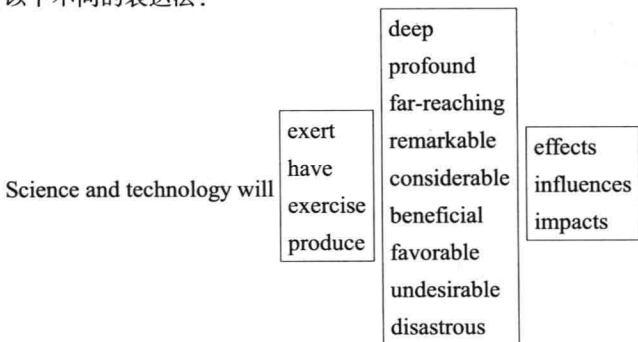 以下不同的表达法：
deep
profound
far-reaching
remarkable
considerable
beneficial
favorable
undesirable
disastrous
exert
have
exercise
produce
Science and technology will
effects
influences
impacts